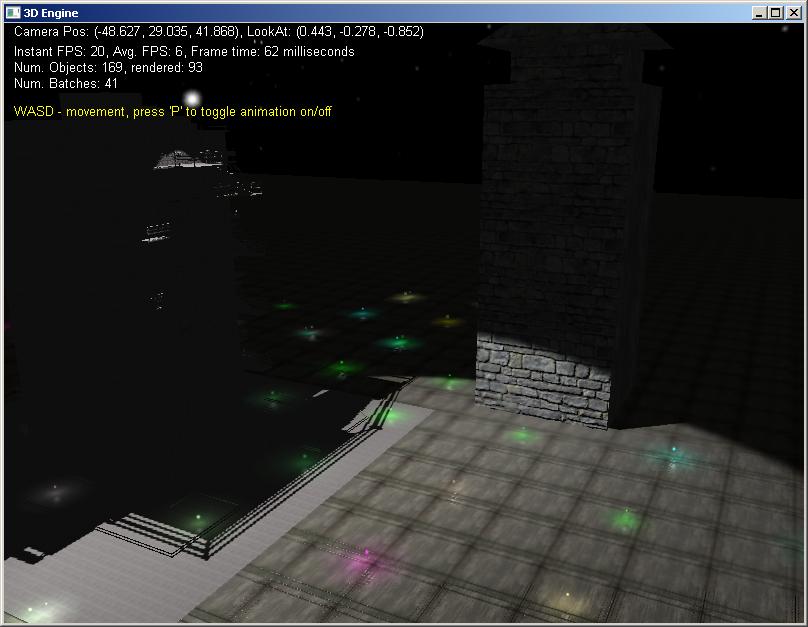 3D Engine
Camera Pos: (-48.627, 29.035, 41.868), LookAt: (0.443, -0.278, -0.852)
Instant FPS: 20, Avg. FPS: 6, Frame time: 62 milliseconds
Num. Objects: 169, rendered: 93
Num. Batches: 41
WASD - movement, press 'P' to toggle animation on/off